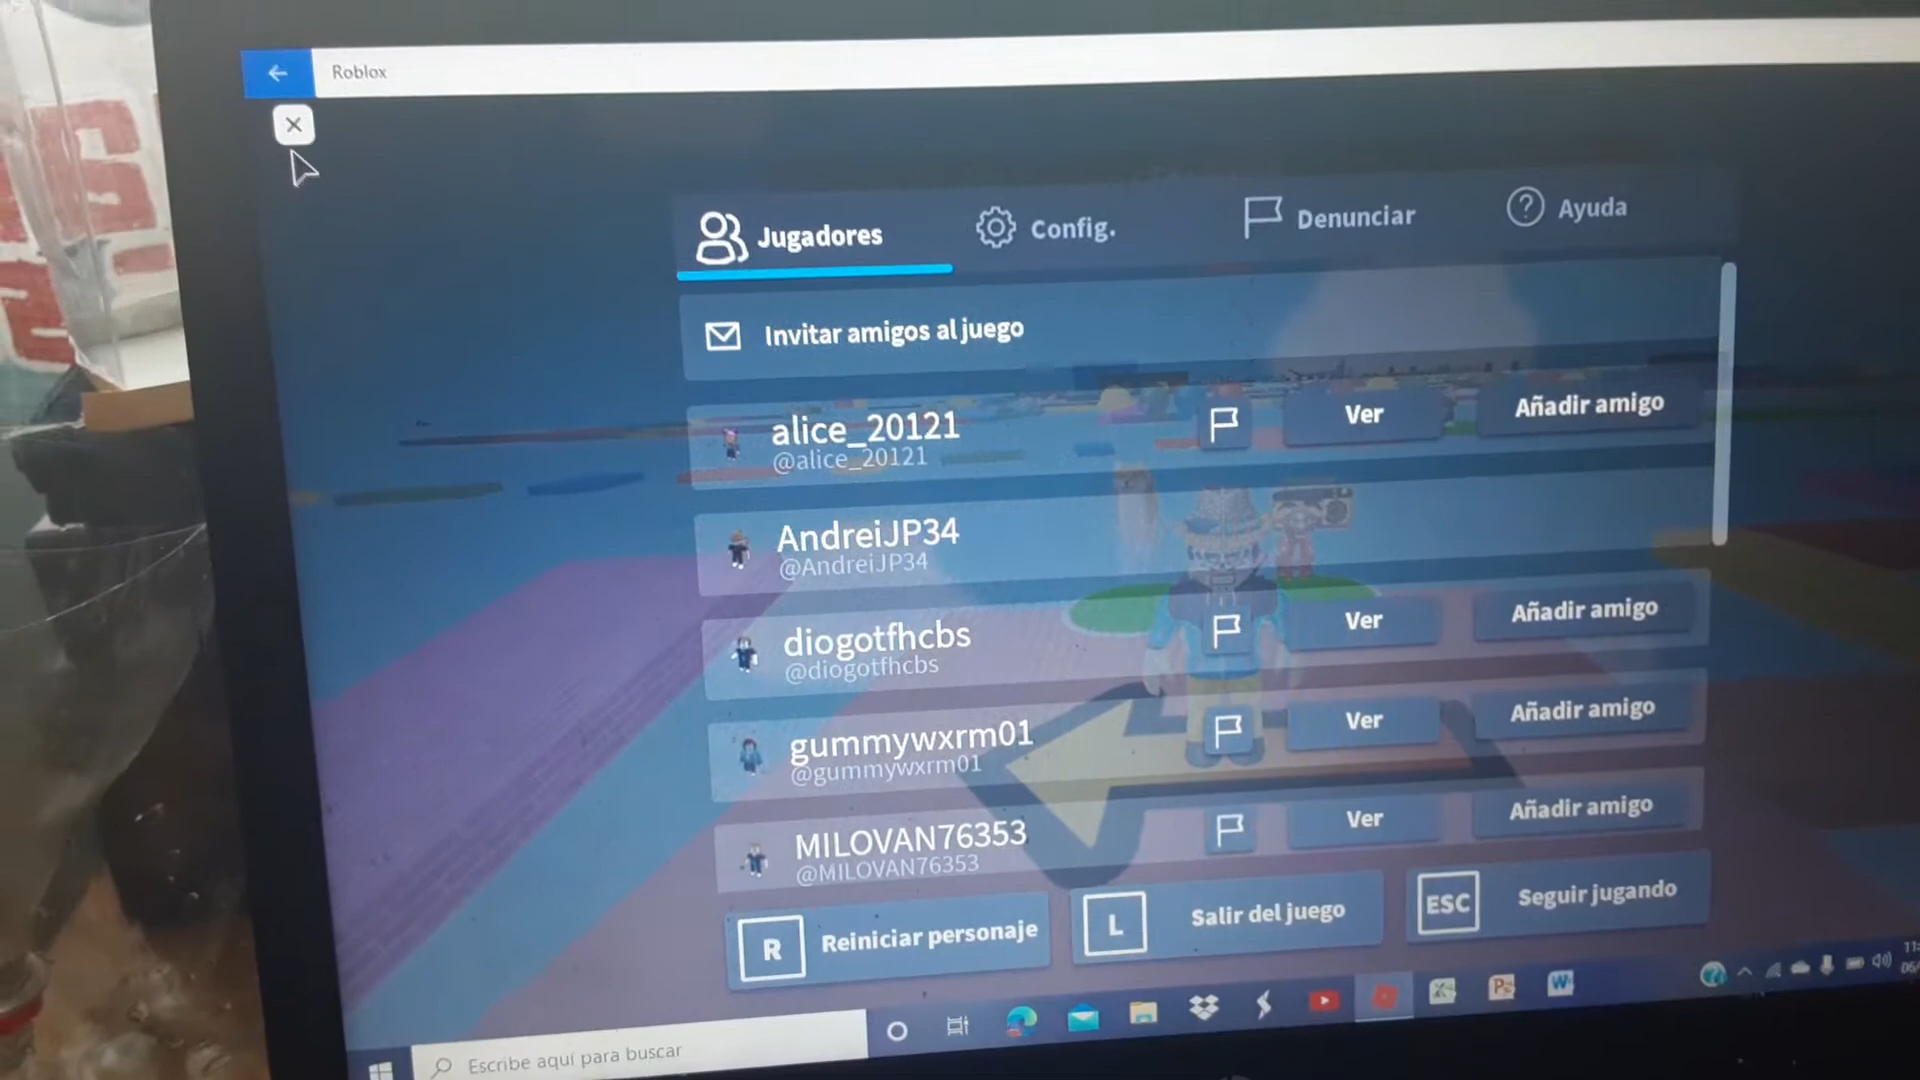 Roblox
Jugadores
Config.
Denunciar
Ayuda
Invitar amigos al juego
alice_20121
@alice_20121
Ver
Añadir amigo
AndreiJP34
@AndreiJP34
diogotfhcbs
@diogotfhcbs
Ver
Añadir amigo
gummywxrm01
@gummywxrm01
Ver
Añadir amigo
MILOVAN76353
@MILOVAN76353
Ver
Añadir amigo
R Reiniciar personaje
L Salir del juego
ESC Seguir jugando
Escribe aquí para buscar